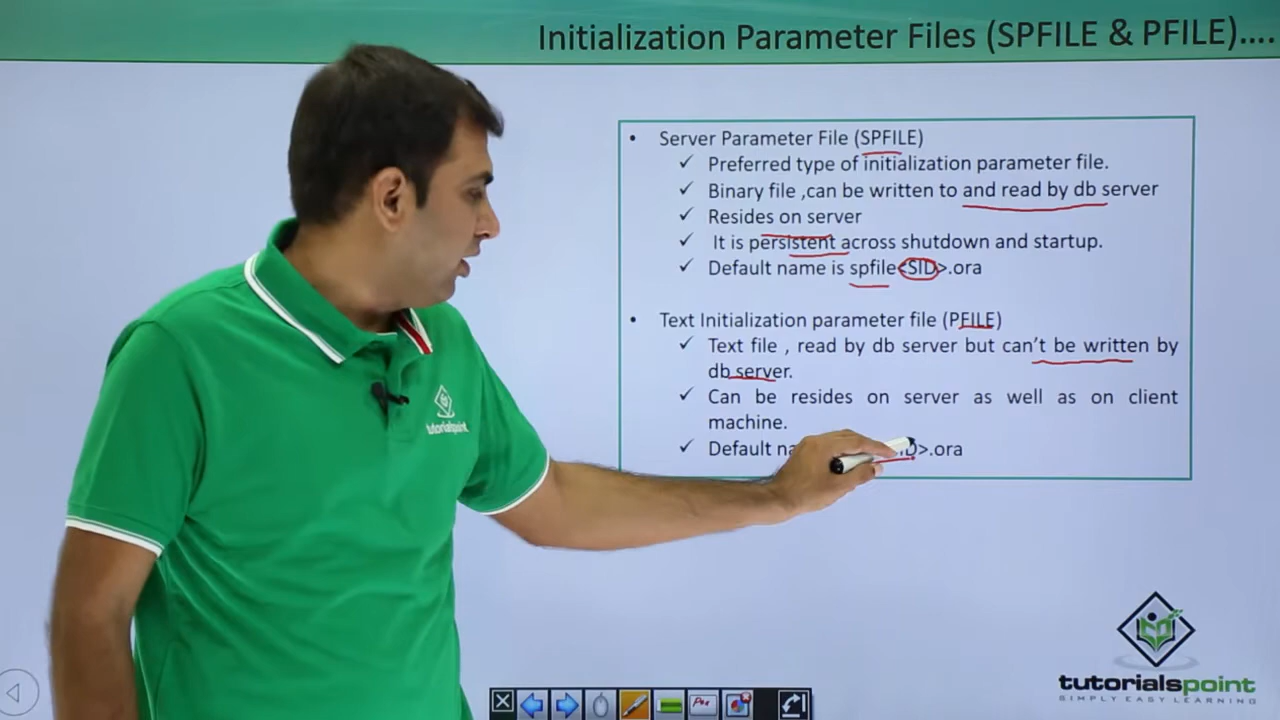 Initialization Parameter Files (SPFILE & PFILE)....
• Server Parameter File (SPFILE)
✓ Preferred type of initialization parameter file.
✓ Binary file ,can be written to and read by db server
✓ Resides on server
✓ It is persistent across shutdown and startup.
✓ Default name is spfile<SID>.ora
• Text Initialization parameter file (PFILE)
✓ Text file , read by db server but can't be written by
db server.
✓ Can be resides on server as well as on client
machine.
✓ Default ID>.ora
tutorialspoint
Pen
tutorialspoint
SIMPLY EASY LEARNING